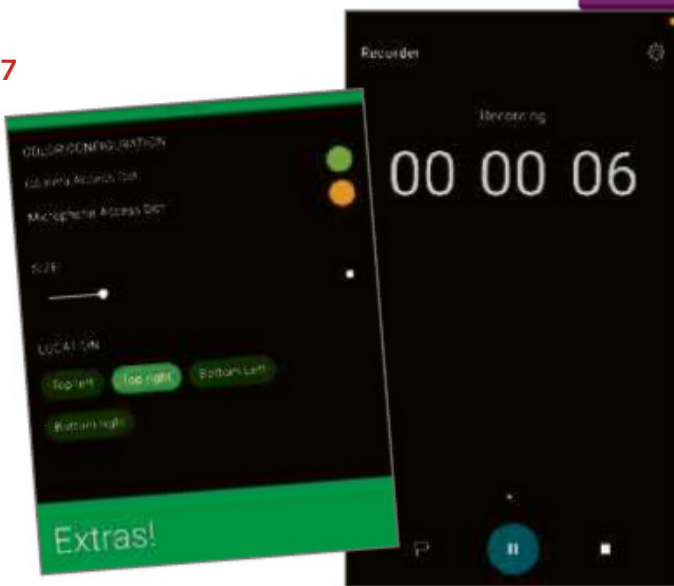 7
COLOR CONFIGURATION
Camera Access Dot
Microphone Access Dot
SIZE
LOCATION
Top left Top right Bottom Left
Bottom right
Extras!
Recorder
Recording
00 00 06